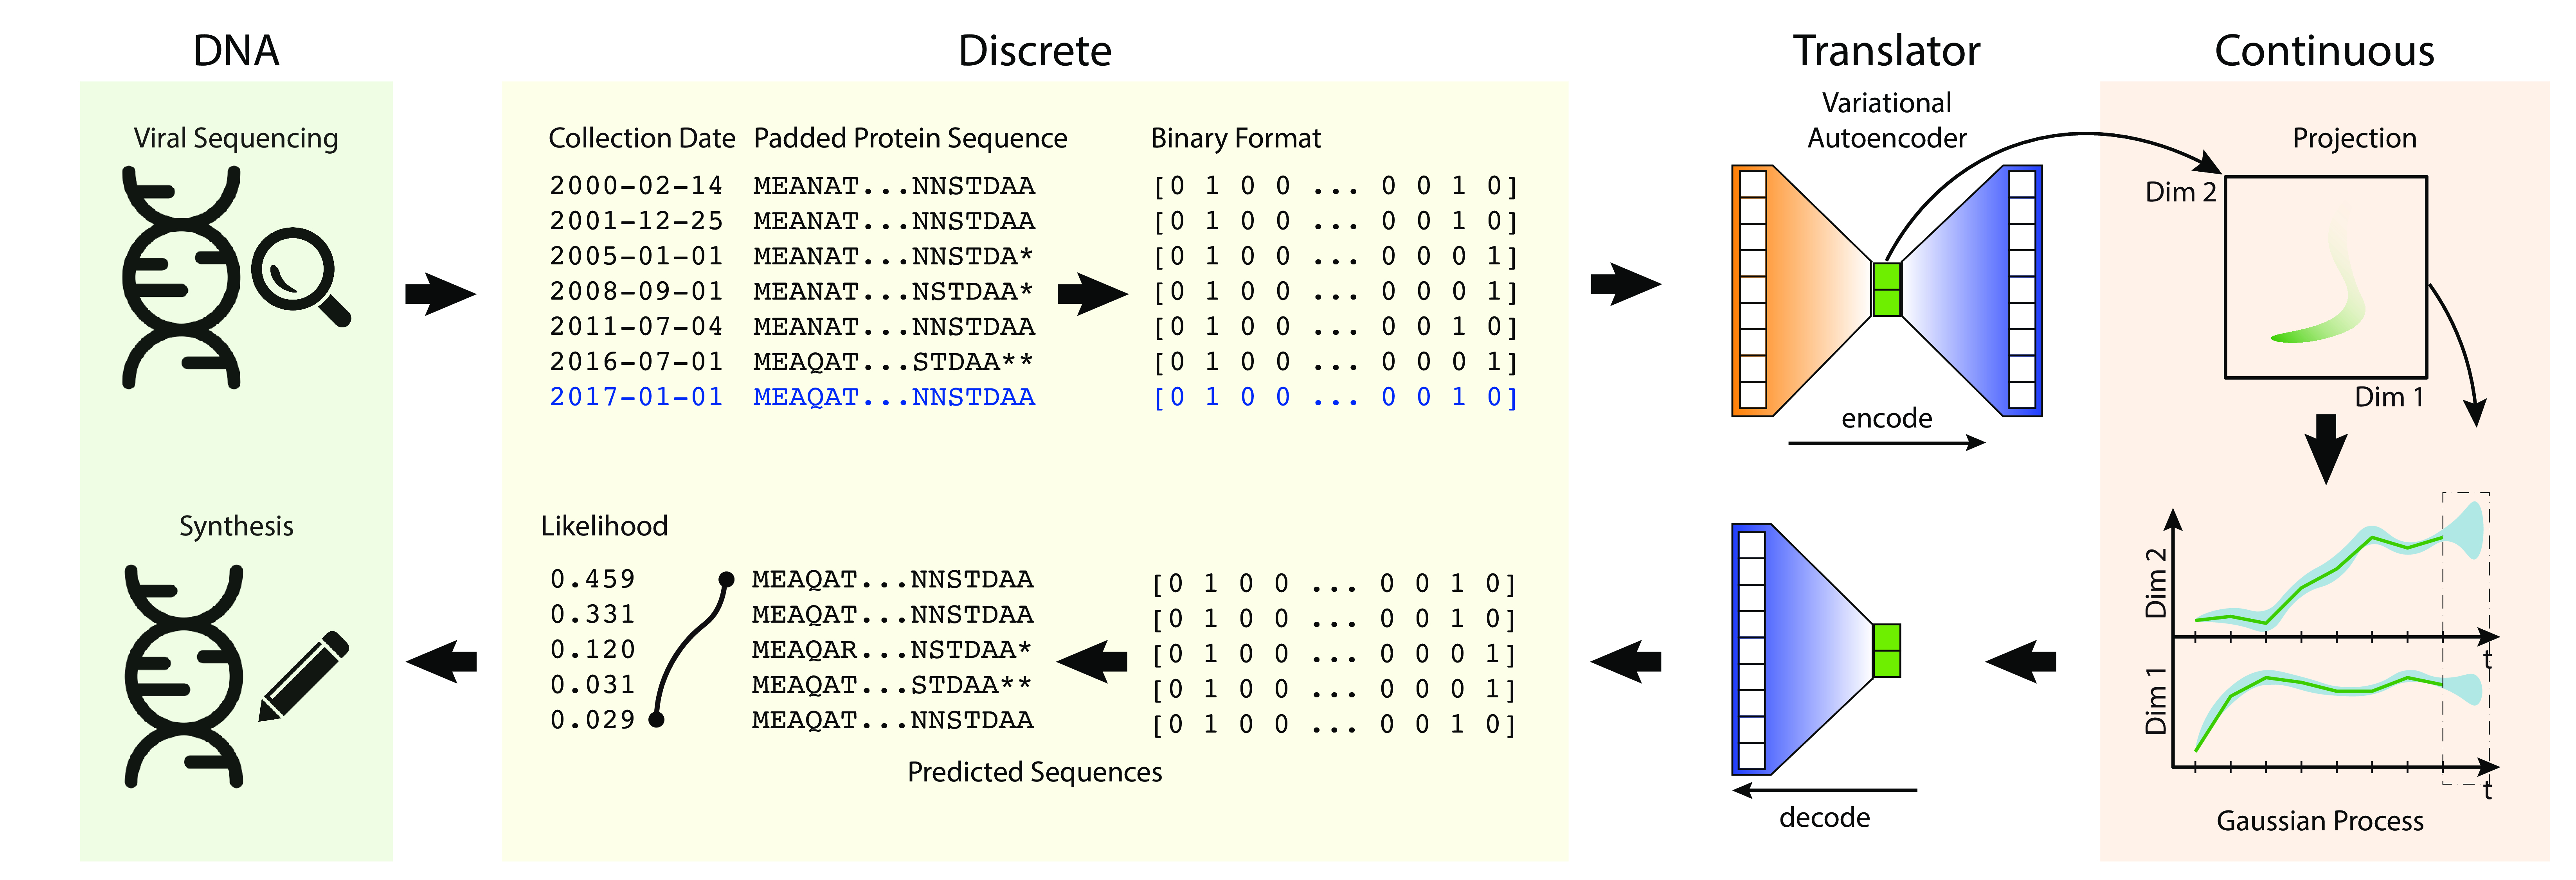 DNA
Discrete
Translator
Continuous
Viral Sequencing
Collection Date Padded Protein Sequence Binary Format
2000-02-14 MEANAT...NNSTDAA [0 1 0 0 ... 0 0 1 0]
2001-12-25 MEANAT...NNSTDAA [0 1 0 0 ... 0 0 1 0]
2005-01-01 MEANAT...NNSTDA* [0 1 0 0 ... 0 0 0 1]
2008-09-01 MEANAT...NSTDAA* [0 1 0 0 ... 0 0 0 1]
2011-07-04 MEANAT...NNSTDAA [0 1 0 0 ... 0 0 1 0]
2016-07-01 MEAQAT...STDAA** [0 1 0 0 ... 0 0 0 1]
2017-01-01 MEAQAT...NNSTDAA [0 1 0 0 ... 0 0 1 0]
Variational
Autoencoder
encode
Projection
Dim 2
Dim 1
Synthesis
Likelihood
0.459 MEAQAT...NNSTDAA [0 1 0 0 ... 0 0 1 0]
0.331 MEAQAT...NNSTDAA [0 1 0 0 ... 0 0 1 0]
0.120 MEAQAR...NSTDAA* [0 1 0 0 ... 0 0 0 1]
0.031 MEAQAT...STDAA** [0 1 0 0 ... 0 0 0 1]
0.029 MEAQAT...NNSTDAA [0 1 0 0 ... 0 0 1 0]
Predicted Sequences
decode
Dim 2
t
Dim 1
t
Gaussian Process